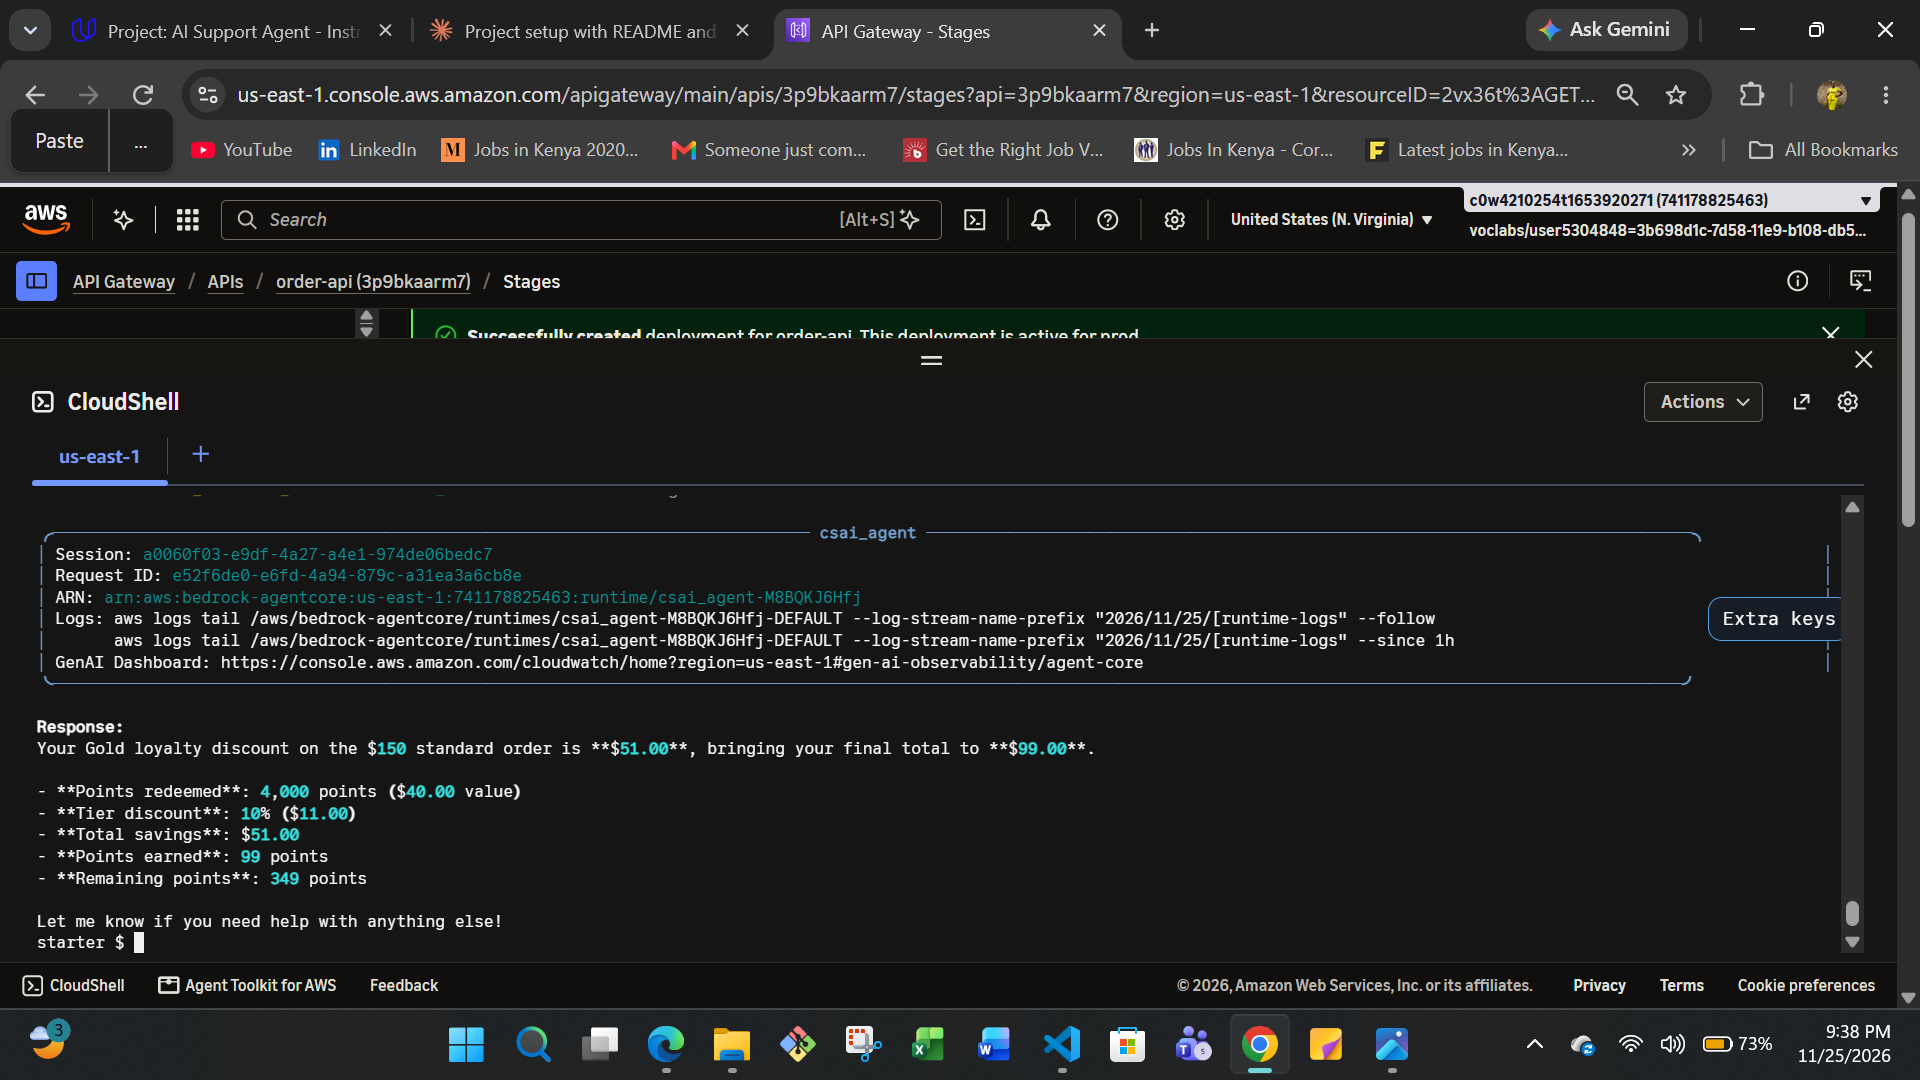 Project: AI Support Agent - Instr
Project setup with README and
API Gateway - Stages
Ask Gemini
us-east-1.console.aws.amazon.com/apigateway/main/apis/3p9bkaarm7/stages?api=3p9bkaarm7&region=us-east-1&resourceID=2vx36t%3AGET...
Paste ...
YouTube
LinkedIn
Jobs in Kenya 2020...
Someone just com...
Get the Right Job V...
Jobs In Kenya - Cor...
Latest jobs in Kenya...
»
All Bookmarks
aws
Search [Alt+S]
United States (N. Virginia)
c0w4210254t1653920271 (741178825463)
voclabs/user5304848=3b698d1c-7d58-11e9-b108-db5...
API Gateway / APIs / order-api (3p9bkaarm7) / Stages
Successfully created deployment for order-api. This deployment is active for prod
CloudShell
Actions
us-east-1 +
csai_agent
Session: a0060f03-e9df-4a27-a4e1-974de06bedc7
Request ID: e52f6de0-e6fd-4a94-879c-a31ea3a6cb8e
ARN: arn:aws:bedrock-agentcore:us-east-1:741178825463:runtime/csai_agent-M8BQKJ6Hfj
Logs: aws logs tail /aws/bedrock-agentcore/runtimes/csai_agent-M8BQKJ6Hfj-DEFAULT --log-stream-name-prefix "2026/11/25/[runtime-logs" --follow
aws logs tail /aws/bedrock-agentcore/runtimes/csai_agent-M8BQKJ6Hfj-DEFAULT --log-stream-name-prefix "2026/11/25/[runtime-logs" --since 1h
GenAI Dashboard: https://console.aws.amazon.com/cloudwatch/home?region=us-east-1#gen-ai-observability/agent-core
Extra keys
Response:
Your Gold loyalty discount on the $150 standard order is **$51.00**, bringing your final total to **$99.00**.
- **Points redeemed**: 4,000 points ($40.00 value)
- **Tier discount**: 10% ($11.00)
- **Total savings**: $51.00
- **Points earned**: 99 points
- **Remaining points**: 349 points
Let me know if you need help with anything else!
starter $
CloudShell
Agent Toolkit for AWS
Feedback
© 2026, Amazon Web Services, Inc. or its affiliates.
Privacy
Terms
Cookie preferences
3
73%
9:38 PM
11/25/2026